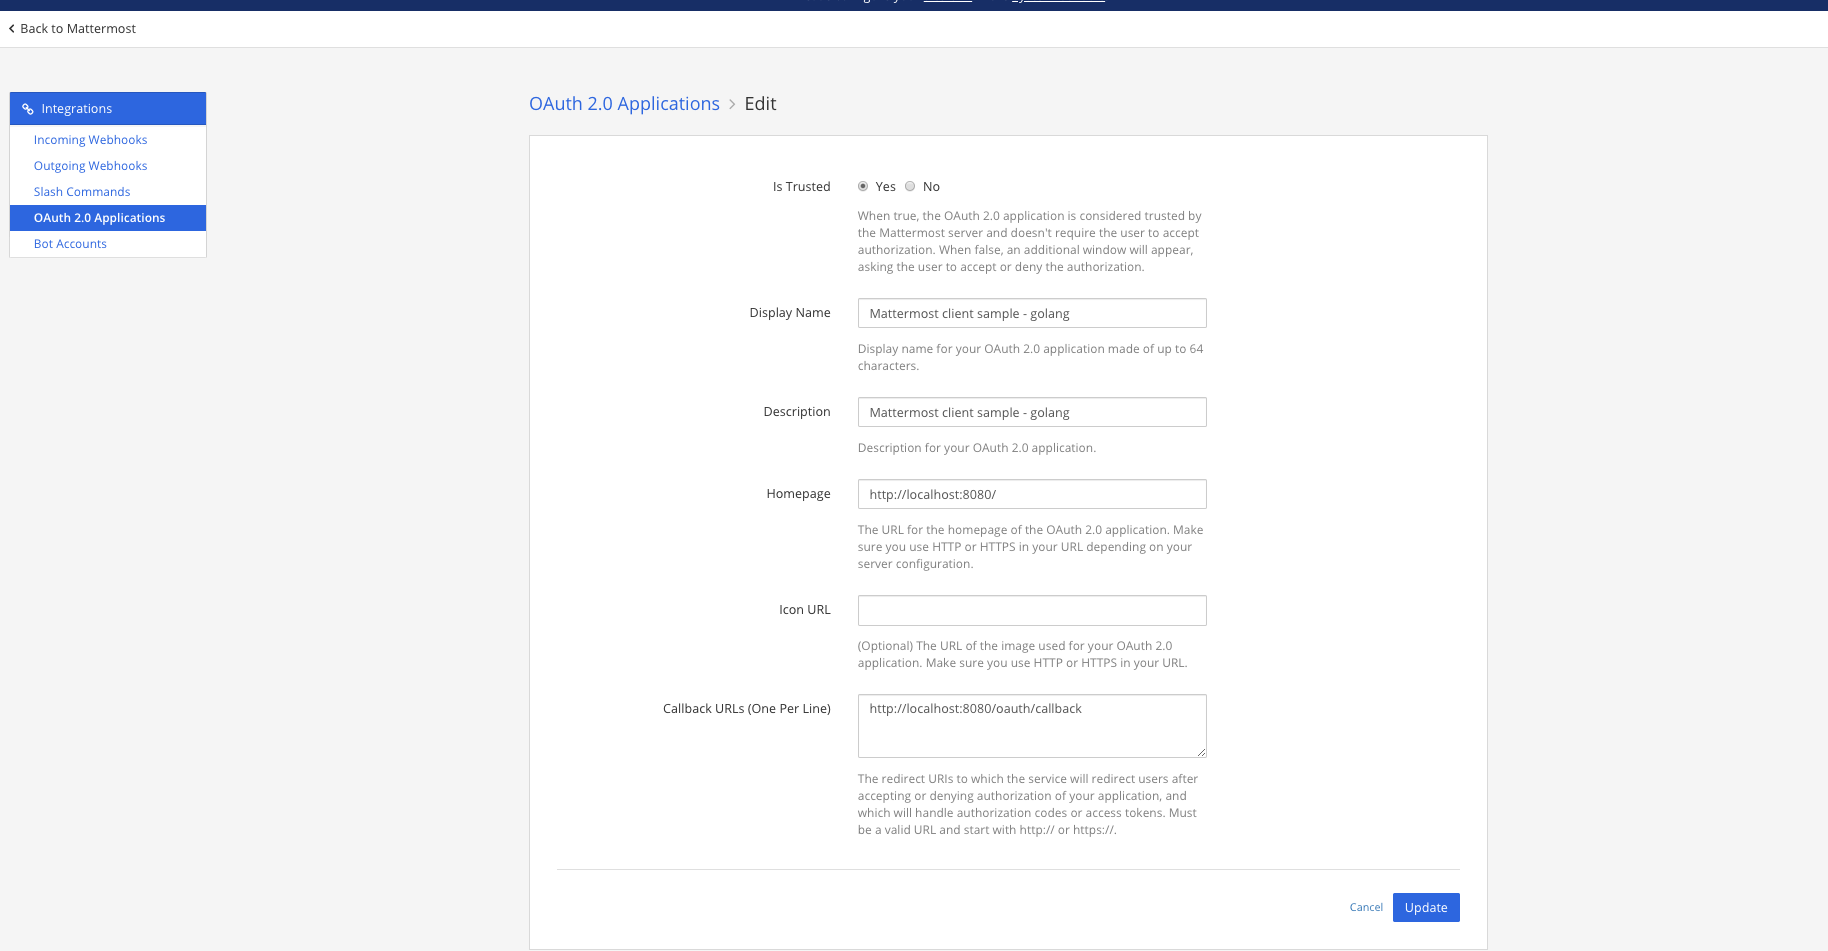 Back to Mattermost
Integrations
Incoming Webhooks
Outgoing Webhooks
Slash Commands
OAuth 2.0 Applications
Bot Accounts
OAuth 2.0 Applications > Edit
Is Trusted
Yes No
When true, the OAuth 2.0 application is considered trusted by
the Mattermost server and doesn't require the user to accept
authorization. When false, an additional window will appear,
asking the user to accept or deny the authorization.
Display Name
Mattermost client sample - golang
Display name for your OAuth 2.0 application made of up to 64
characters.
Description
Mattermost client sample - golang
Description for your OAuth 2.0 application.
Homepage
http://localhost:8080/
The URL for the homepage of the OAuth 2.0 application. Make
sure you use HTTP or HTTPS in your URL depending on your
server configuration.
Icon URL
(Optional) The URL of the image used for your OAuth 2.0
application. Make sure you use HTTP or HTTPS in your URL.
Callback URLs (One Per Line)
http://localhost:8080/oauth/callback
The redirect URIs to which the service will redirect users after
accepting or denying authorization of your application, and
which will handle authorization codes or access tokens. Must
be a valid URL and start with http:// or https://.
Cancel
Update